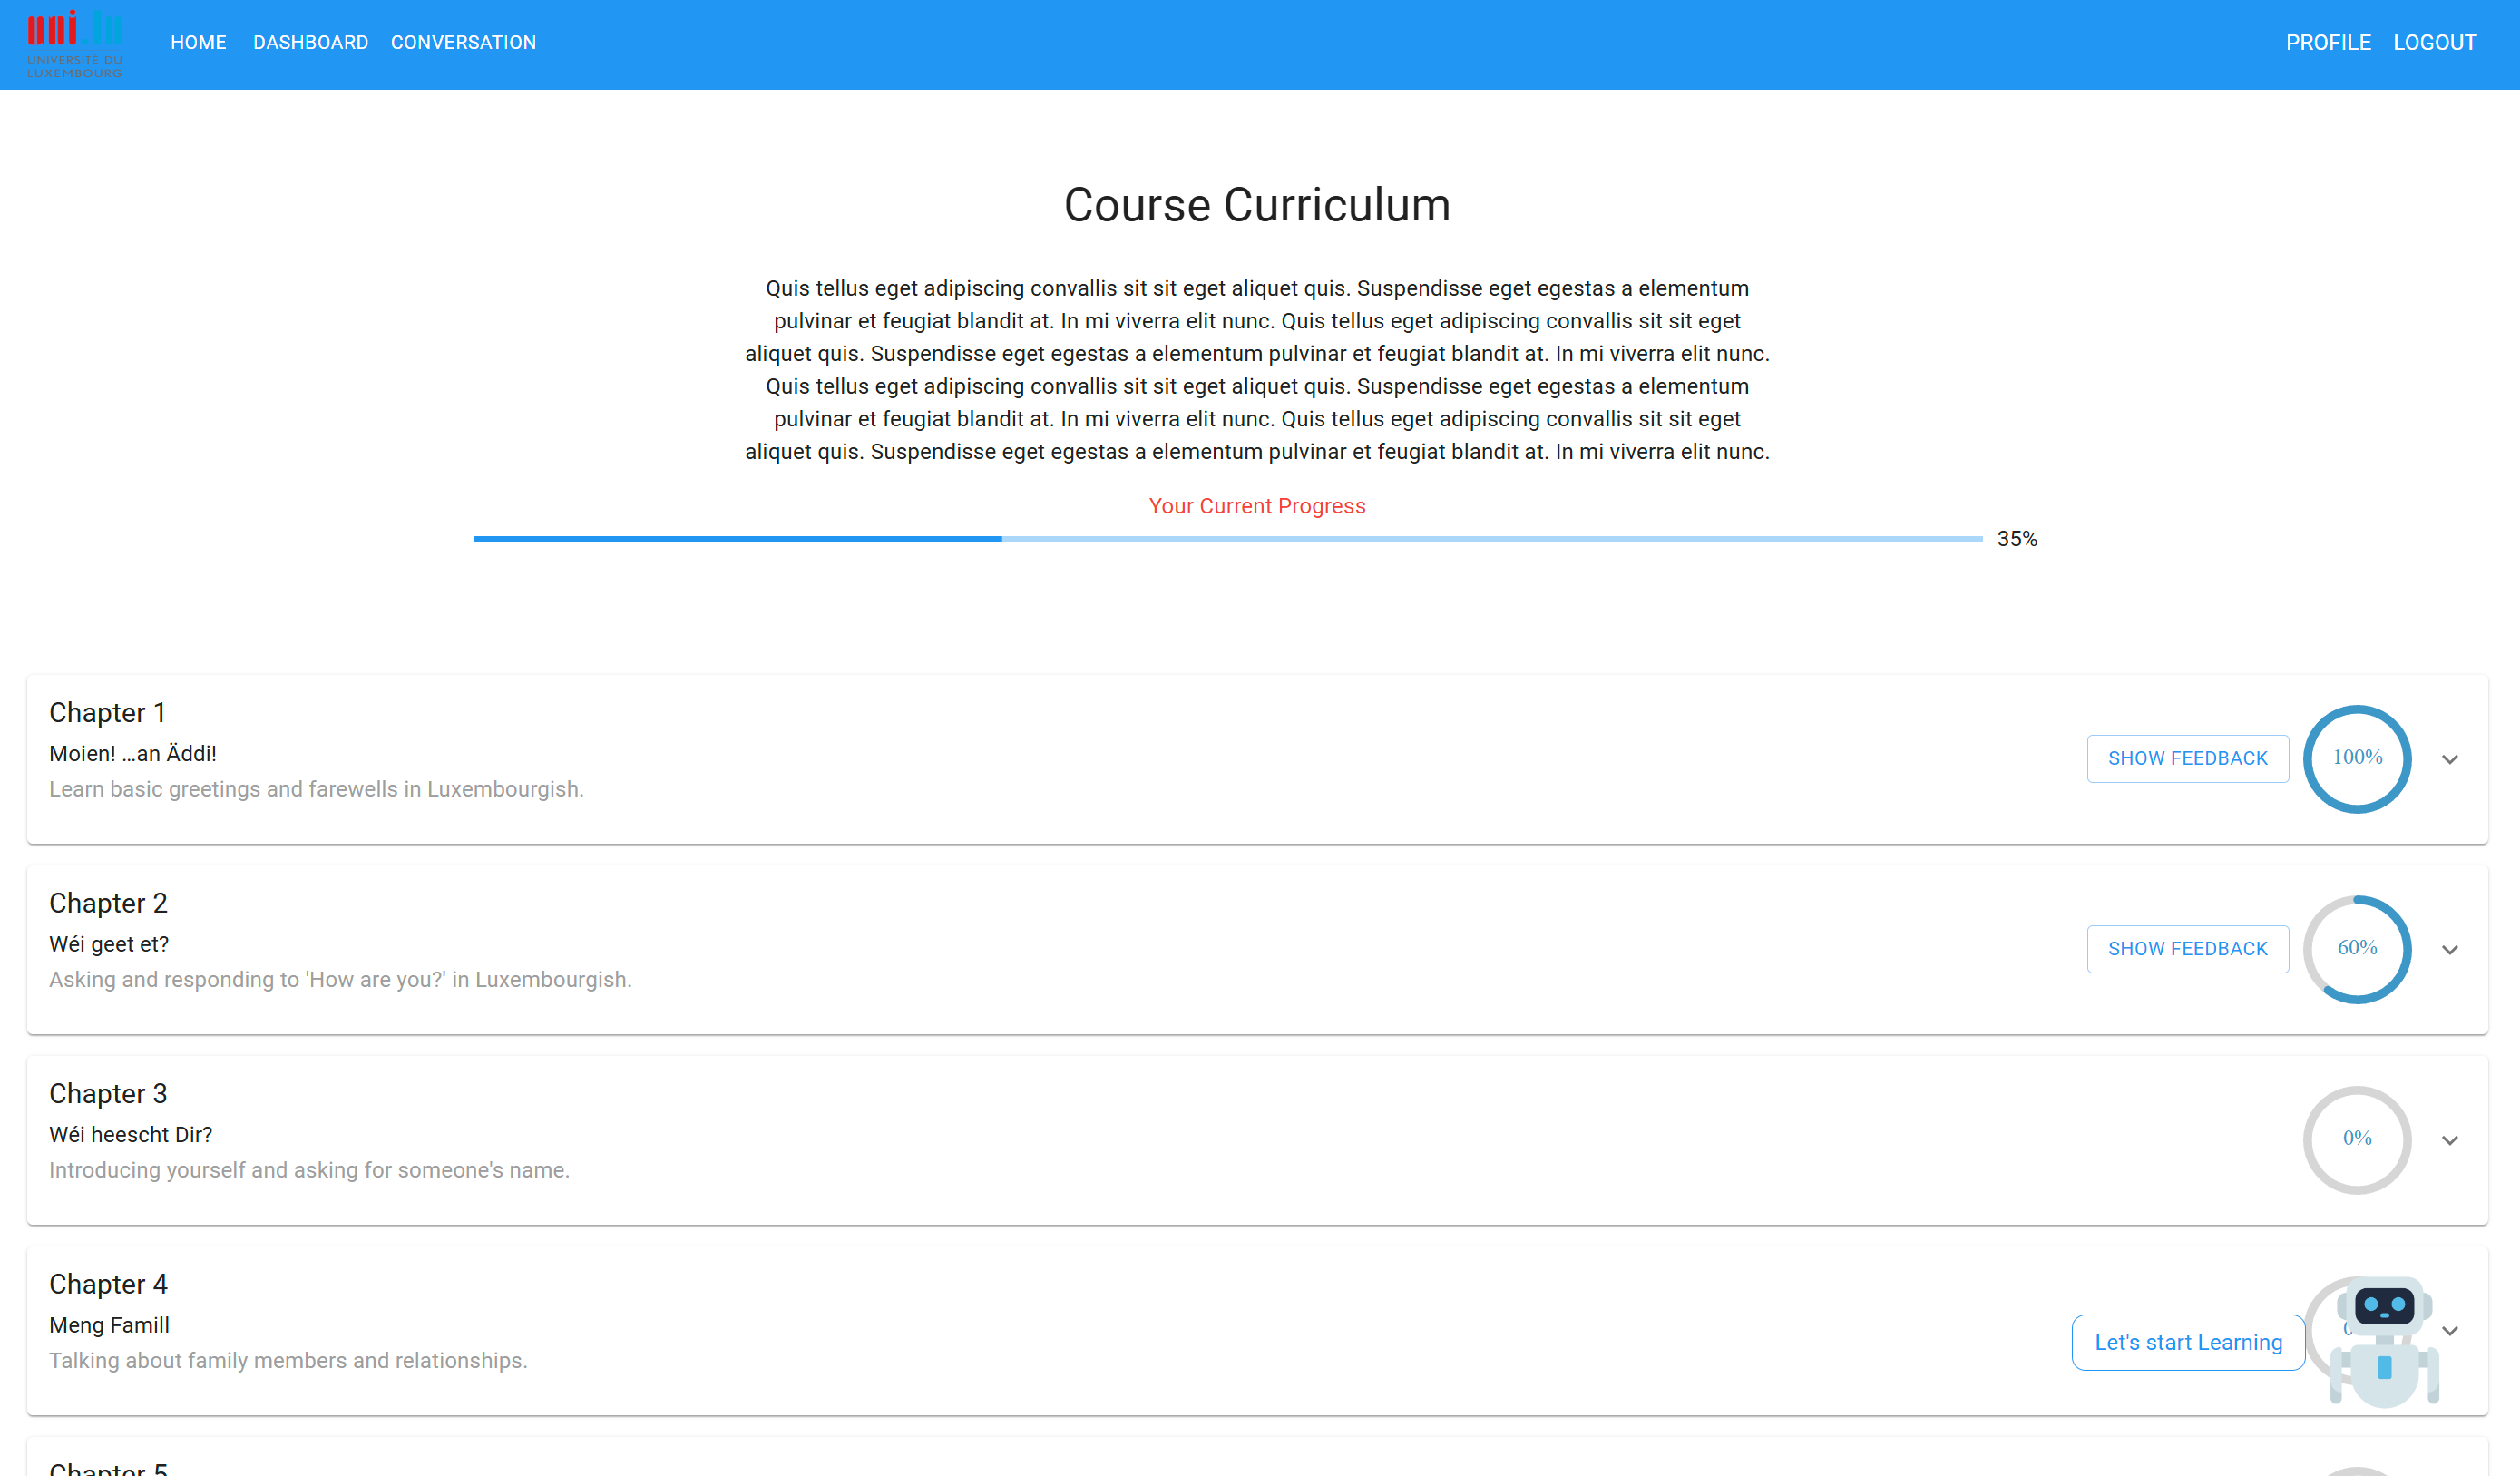 uni.lu
UNIVERSITÉ DU
LUXEMBOURG
HOME DASHBOARD CONVERSATION
PROFILE LOGOUT
Course Curriculum
Quis tellus eget adipiscing convallis sit sit eget aliquet quis. Suspendisse eget egestas a elementum
pulvinar et feugiat blandit at. In mi viverra elit nunc. Quis tellus eget adipiscing convallis sit sit eget
aliquet quis. Suspendisse eget egestas a elementum pulvinar et feugiat blandit at. In mi viverra elit nunc.
Quis tellus eget adipiscing convallis sit sit eget aliquet quis. Suspendisse eget egestas a elementum
pulvinar et feugiat blandit at. In mi viverra elit nunc. Quis tellus eget adipiscing convallis sit sit eget
aliquet quis. Suspendisse eget egestas a elementum pulvinar et feugiat blandit at. In mi viverra elit nunc.
Your Current Progress
35%
Chapter 1
Moien! ...an Äddi!
Learn basic greetings and farewells in Luxembourgish.
SHOW FEEDBACK
100%
Chapter 2
Wéi geet et?
Asking and responding to 'How are you?' in Luxembourgish.
SHOW FEEDBACK
60%
Chapter 3
Wéi heescht Dir?
Introducing yourself and asking for someone's name.
0%
Chapter 4
Meng Famill
Talking about family members and relationships.
Let's start Learning
Chapter 5